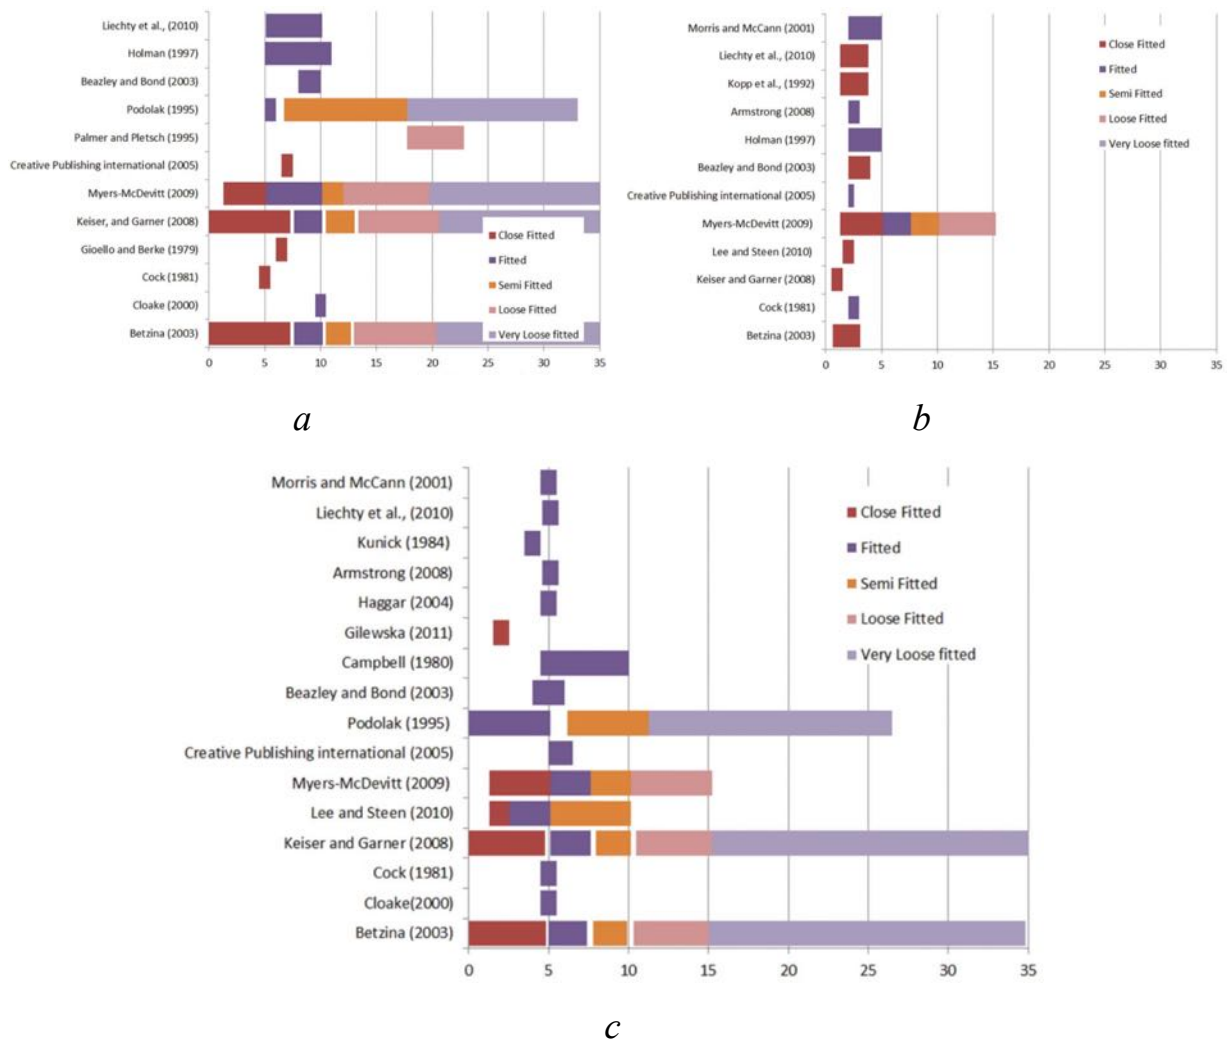 Liechty et al., (2010)
Holman (1997)
Beazley and Bond (2003)
Podolak (1995)
Palmer and Pletsch (1995)
Creative Publishing international (2005)
Myers-McDevitt (2009)
Keiser, and Garner (2008)
Gioello and Berke (1979)
Cock (1981)
Cloake (2000)
Betzina (2003)
Close Fitted
Fitted
Semi Fitted
Loose Fitted
Very Loose fitted
0 5 10 15 20 25 30 35
a
Morris and McCann (2001)
Liechty et al., (2010)
Kopp et al., (1992)
Armstrong (2008)
Holman (1997)
Beazley and Bond (2003)
Creative Publishing international (2005)
Myers-McDevitt (2009)
Lee and Steen (2010)
Keiser and Garner (2008)
Cock (1981)
Betzina (2003)
Close Fitted
Fitted
Semi Fitted
Loose Fitted
Very Loose fitted
0 5 10 15 20 25 30 35
b
Morris and McCann (2001)
Liechty et al., (2010)
Kunick (1984)
Armstrong (2008)
Haggar (2004)
Gilewska (2011)
Campbell (1980)
Beazley and Bond (2003)
Podolak (1995)
Creative Publishing international (2005)
Myers-McDevitt (2009)
Lee and Steen (2010)
Keiser and Garner (2008)
Cock (1981)
Cloake(2000)
Betzina (2003)
Close Fitted
Fitted
Semi Fitted
Loose Fitted
Very Loose fitted
0 5 10 15 20 25 30 35
c